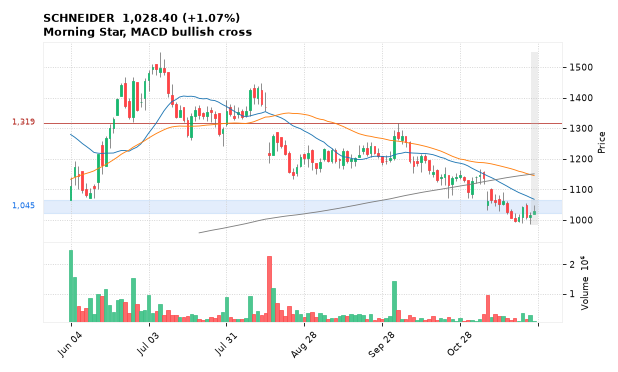 SCHNEIDER 1,028.40 (+1.07%)
Morning Star, MACD bullish cross
1500
1400
1,319
1300
1200
1100
1,045
1000
Price
2
1
Volume 10⁶
Jun 04
Jul 03
Jul 31
Aug 28
Sep 28
Oct 28